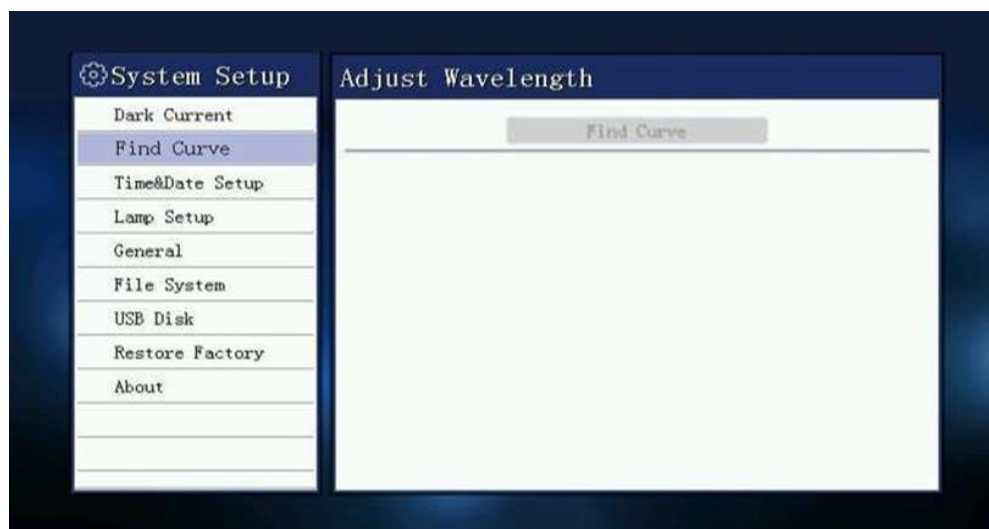 System Setup
Dark Current
Find Curve
Time&Date Setup
Lamp Setup
General
File System
USB Disk
Restore Factory
About
Adjust Wavelength
Find Curve